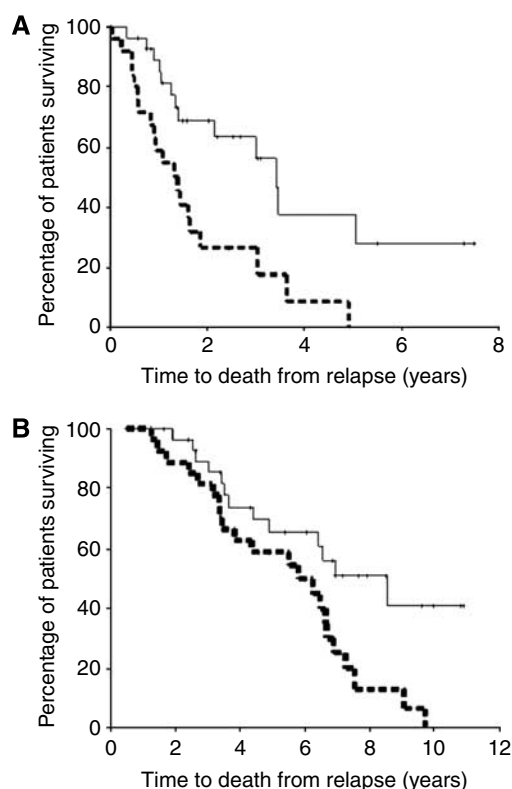 A
Percentage of patients surviving
100
80
60
40
20
0
0 2 4 6 8
Time to death from relapse (years)
B
Percentage of patients surviving
100
80
60
40
20
0
0 2 4 6 8 10 12
Time to death from relapse (years)